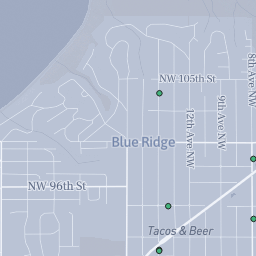 NW 105th St
8th Ave NW
9th Ave NW
12th Ave NW
Blue Ridge
NW 96th St
Tacos & Beer